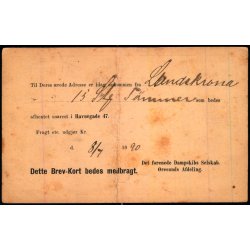 Til Deres ærede Adresse er idag ankommen fra Landskrona
15 Stk Tømmer som bedes
afhentet snarest i Havnegade 47.
Fragt etc. udgjør Kr.
d. 8/7 1890
Det forenede Dampskibs Selskab.
Øresunds Afdeling.
Dette Brev-Kort bedes medbragt.